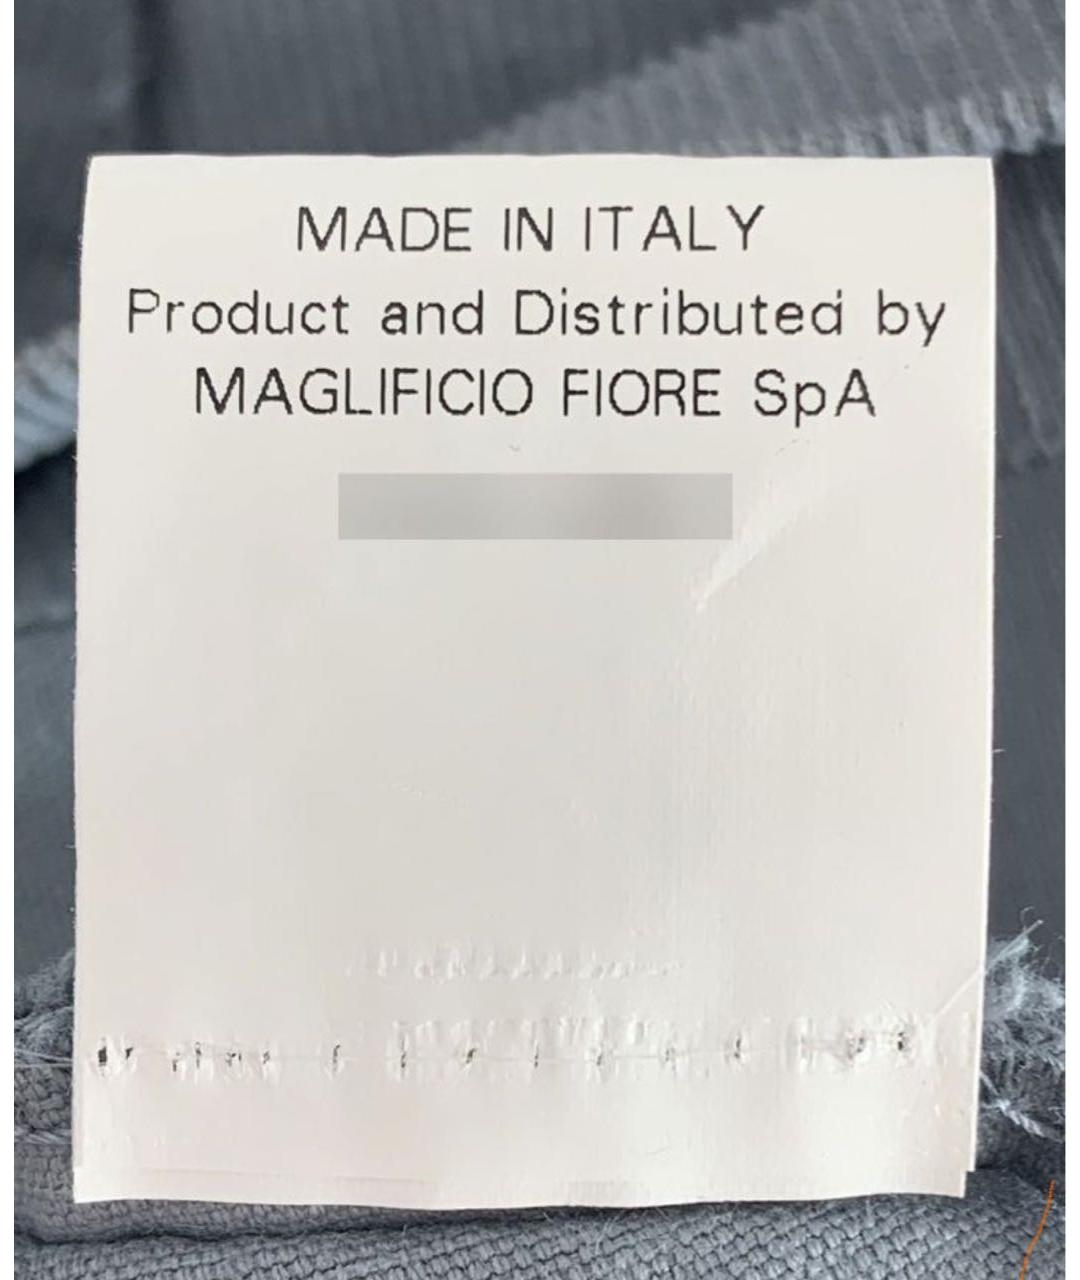 MADE IN ITALY
Product and Distributed by
MAGLIFICIO FIORE SpA